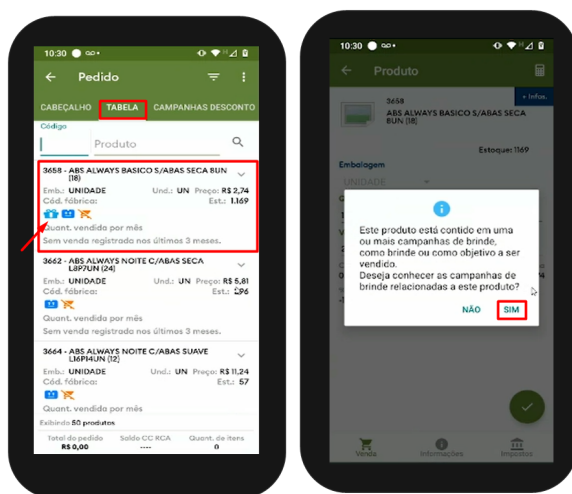 10:30
Pedido
CABEÇALHO TABELA CAMPANHAS DESCONTO
Código
Produto
3658 - ABS ALWAYS BASICO S/ABAS SECA 8UN
(18)
Emb.: UNIDADE Und.: UN Preço: R$ 2,74
Cód. fábrica: Est.: 1.169
Quant. vendida por mês
Sem venda registrada nos últimos 3 meses.
3662 - ABS ALWAYS NOITE C/ABAS SECA
L8P7UN (24)
Emb.: UNIDADE Und.: UN Preço: R$ 5,81
Cód. fábrica: Est.: 296
Quant. vendida por mês
Sem venda registrada nos últimos 3 meses.
3664 - ABS ALWAYS NOITE C/ABAS SUAVE
L16P14UN (12)
Emb.: UNIDADE Und.: UN Preço: R$ 11,24
Cód. fábrica: Est.: 57
Quant. vendida por mês
Exibindo 50 produtos
Total do pedido Saldo CC RCA Quant. de itens
R$ 0,00 ---- 0
10:30
Produto
+ Infos.
3658
ABS ALWAYS BASICO S/ABAS SECA
8UN (18)
Estoque: 1169
Embalagem
UNIDADE
Este produto está contido em uma
ou mais campanhas de brinde,
como brinde ou como objetivo a ser
vendido.
Deseja conhecer as campanhas de
brinde relacionadas a este produto?
NÃO SIM
Venda Informações Impostos